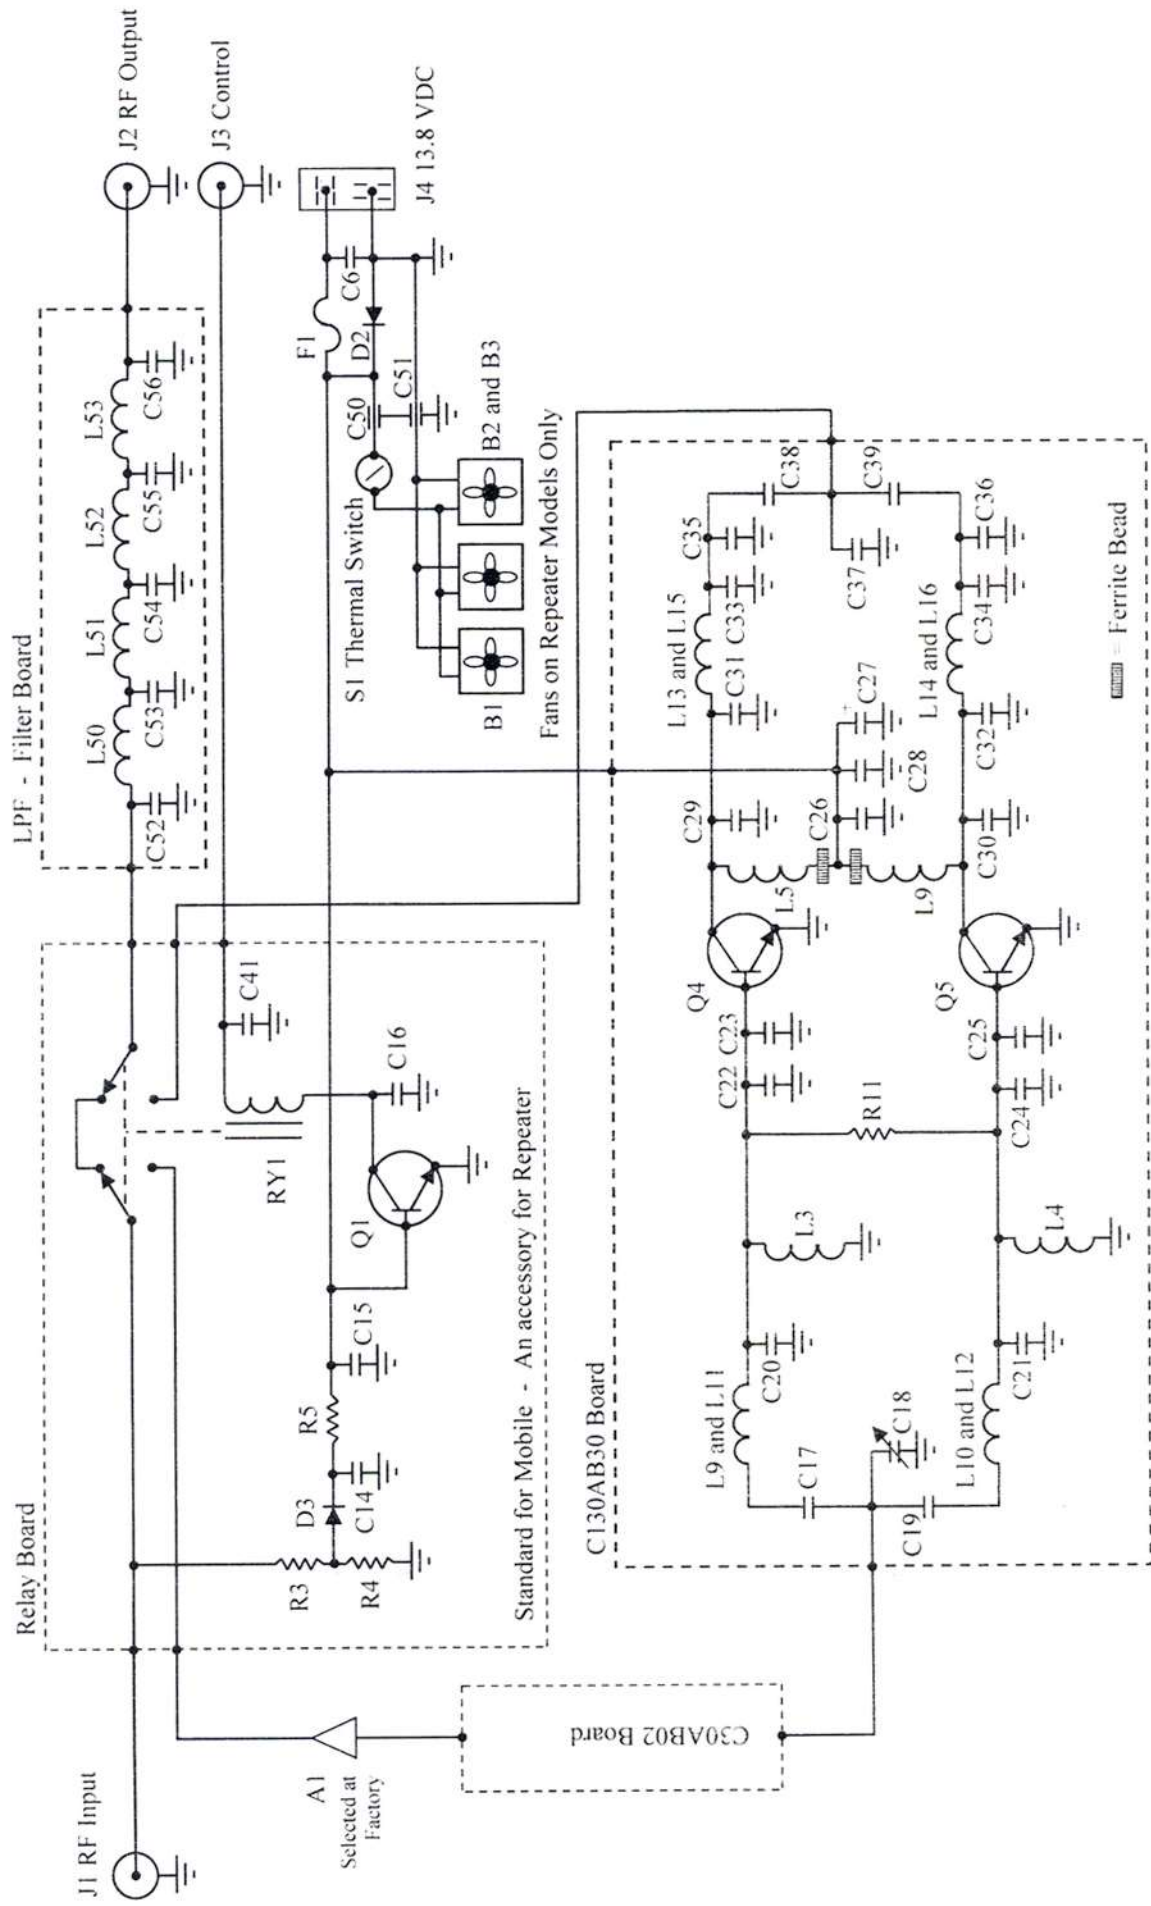 J1 RF Input
A1
Selected at
Factory
C30AB02 Board
Relay Board
R3
R4
D3
C14
R5
C15
Q1
RY1
C16
C41
Standard for Mobile - An accessory for Repeater
LPF - Filter Board
C52
L50
C53
L51
C54
L52
C55
L53
C56
J2 RF Output
J3 Control
J4 13.8 VDC
F1
C6
D2
C50
C51
S1 Thermal Switch
B1
B2 and B3
Fans on Repeater Models Only
C130AB30 Board
L9 and L11
C17
C18
C19
L10 and L12
C20
C21
L3
L4
R11
C22
C23
C24
C25
Q4
Q5
L5
L9
C26
C28
C27
+
C29
C30
L13 and L15
C31
C33
C35
C32
L14 and L16
C34
C36
C37
C38
C39
= Ferrite Bead